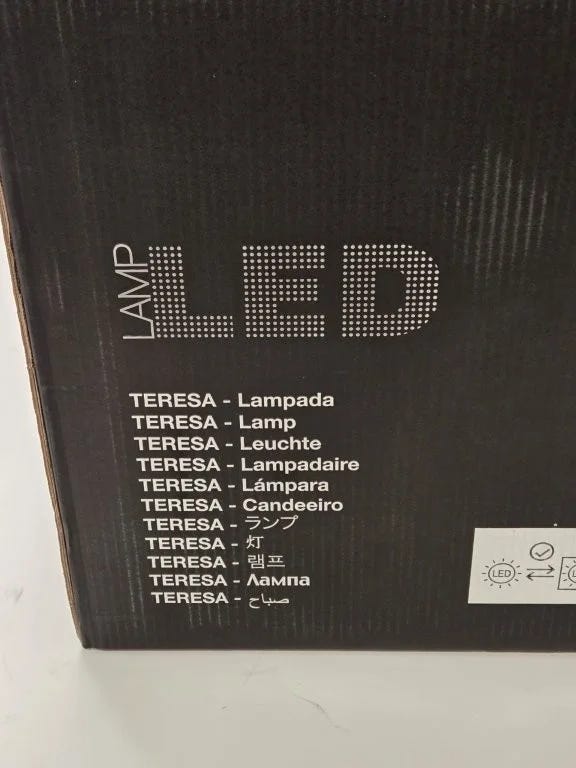 LAMP LED
TERESA - Lampada
TERESA - Lamp
TERESA - Leuchte
TERESA - Lampadaire
TERESA - Lámpara
TERESA - Candeeiro
TERESA - ランプ
TERESA - 灯
TERESA - 램프
TERESA - Лампа
TERESA - صباح
LED